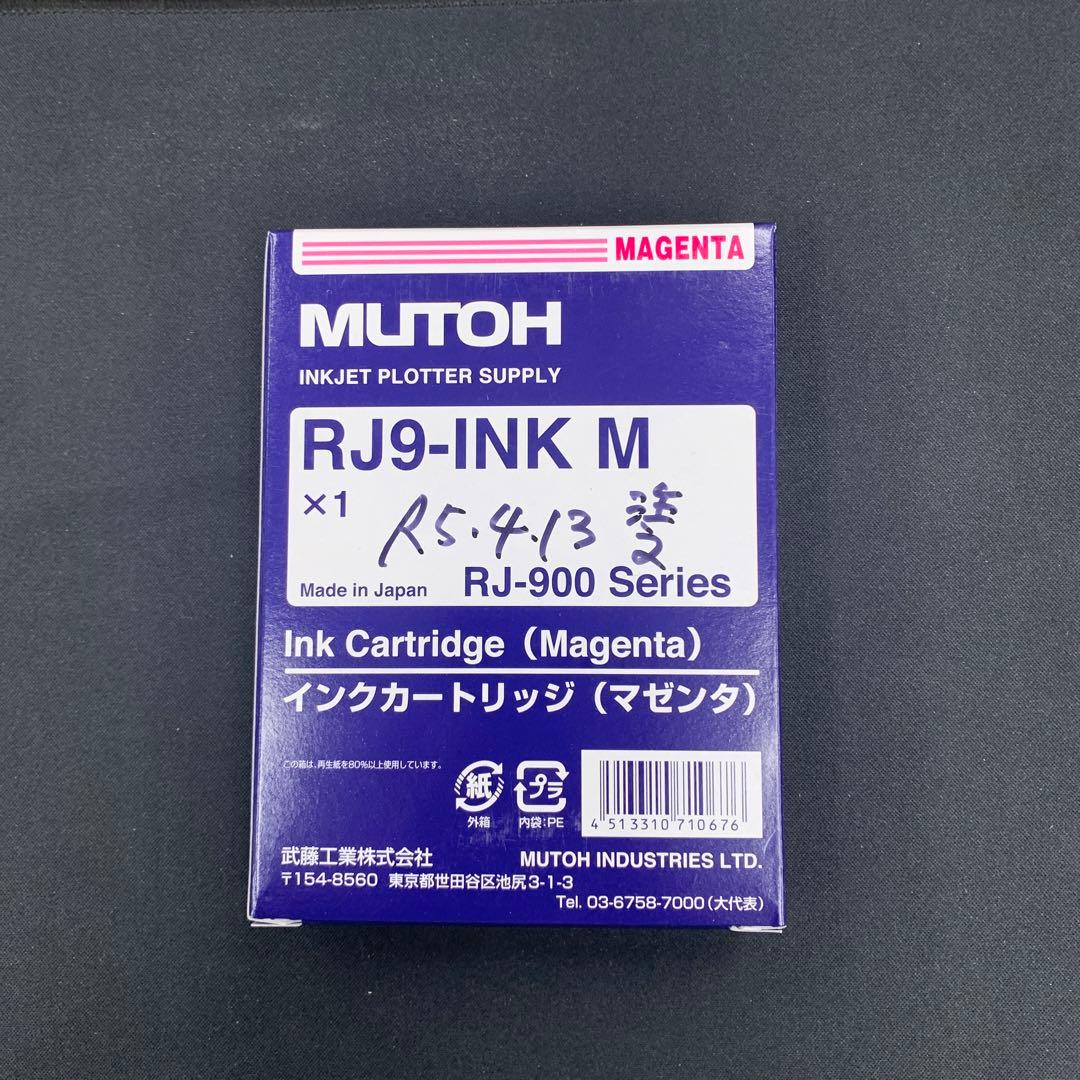 MAGENTA
MUTOH
INKJET PLOTTER SUPPLY
RJ9-INK M
×1
R5.4.13
Made in Japan
RJ-900 Series
Ink Cartridge（Magenta）
インクカートリッジ（マゼンタ）
この箱は、再生紙を80%以上使用しています。
紙
外箱
プラ
内袋:PE
4 513310 710676
武藤工業株式会社
MUTOH INDUSTRIES LTD.
〒154-8560 東京都世田谷区池尻3-1-3
Tel. 03-6758-7000（大代表）